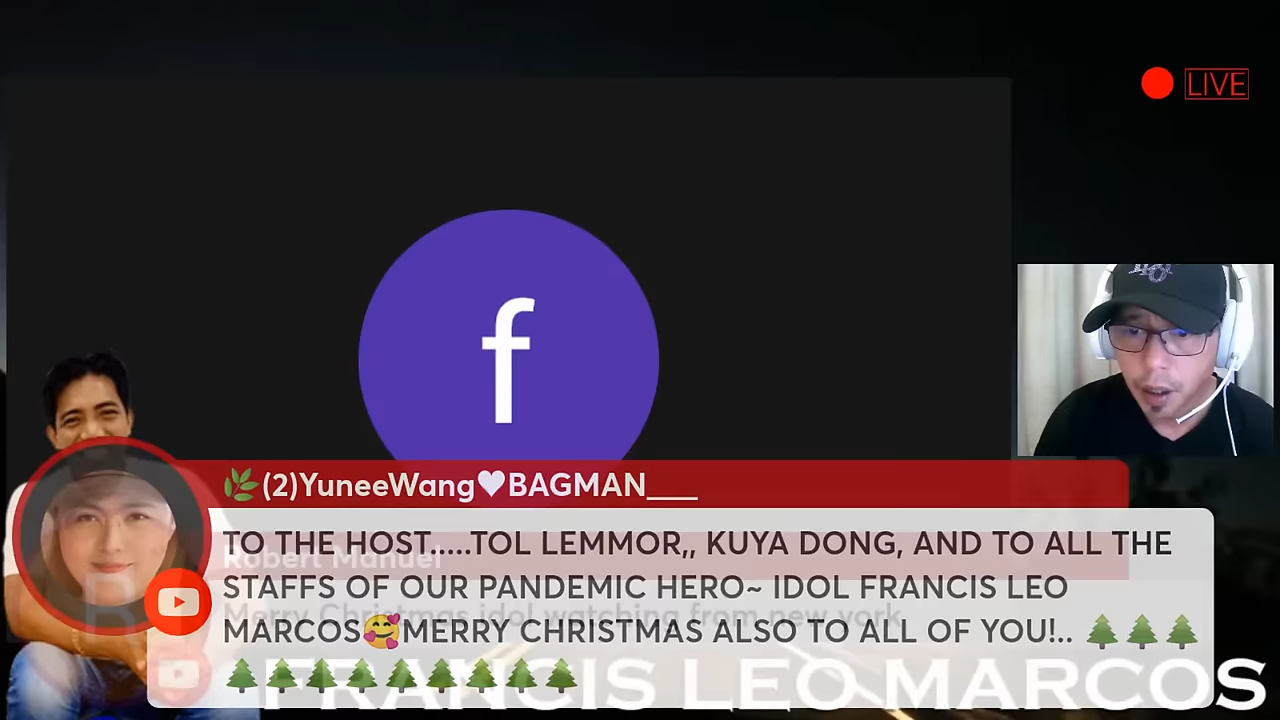 LIVE
f
🌿(2)YuneeWang♥BAGMAN___
TO THE HOST.....TOL LEMMOR,, KUYA DONG, AND TO ALL THE
Robert Manuel
STAFFS OF OUR PANDEMIC HERO~ IDOL FRANCIS LEO
Merry Christmas idol watching from new york
MARCOS🥰MERRY CHRISTMAS ALSO TO ALL OF YOU!.. 🌲🌲🌲
🌲🌲🌲🌲🌲🌲🌲🌲🌲
FRANCIS LEO MARCOS